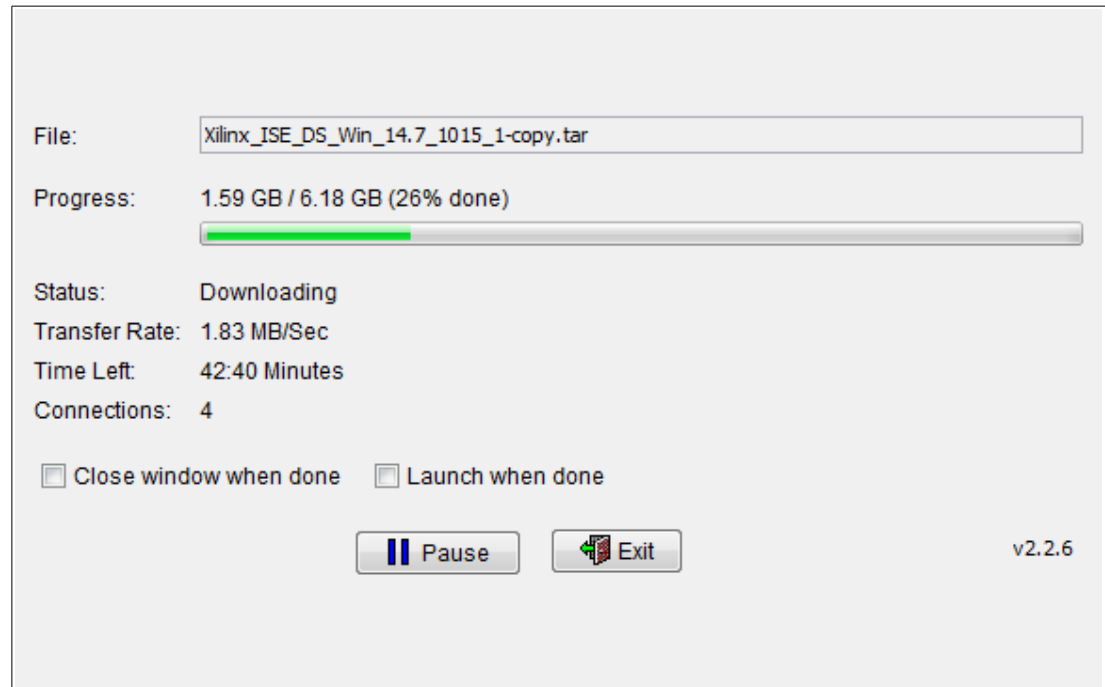 File: Xilinx_ISE_DS_Win_14.7_1015_1-copy.tar
Progress: 1.59 GB / 6.18 GB (26% done)
Status: Downloading
Transfer Rate: 1.83 MB/Sec
Time Left: 42:40 Minutes
Connections: 4
Close window when done Launch when done
Pause Exit v2.2.6